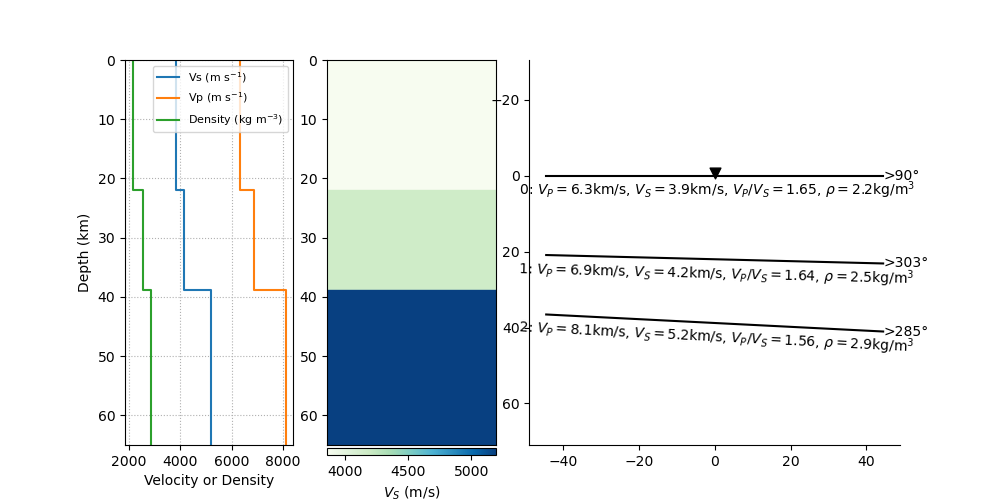 0
10
20
30
40
50
60
Depth (km)
2000 4000 6000 8000
Velocity or Density
Vs (m s⁻¹)
Vp (m s⁻¹)
Density (kg m⁻³)
0
10
20
30
40
50
60
4000 4500 5000
V_S (m/s)
−20
0
20
40
60
−40 −20 0 20 40
>90°
0: V_P = 6.3km/s, V_S = 3.9km/s, V_P/V_S = 1.65, ρ = 2.2kg/m³
>303°
1: V_P = 6.9km/s, V_S = 4.2km/s, V_P/V_S = 1.64, ρ = 2.5kg/m³
>285°
2: V_P = 8.1km/s, V_S = 5.2km/s, V_P/V_S = 1.56, ρ = 2.9kg/m³